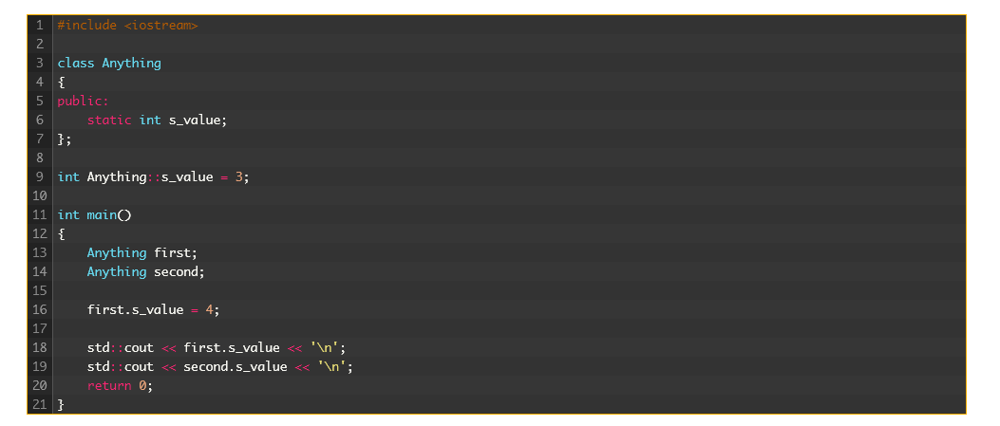 1 #include <iostream>
2
3 class Anything
4 {
5 public:
6     static int s_value;
7 };
8
9 int Anything::s_value = 3;
10
11 int main()
12 {
13     Anything first;
14     Anything second;
15
16     first.s_value = 4;
17
18     std::cout << first.s_value << '\n';
19     std::cout << second.s_value << '\n';
20     return 0;
21 }